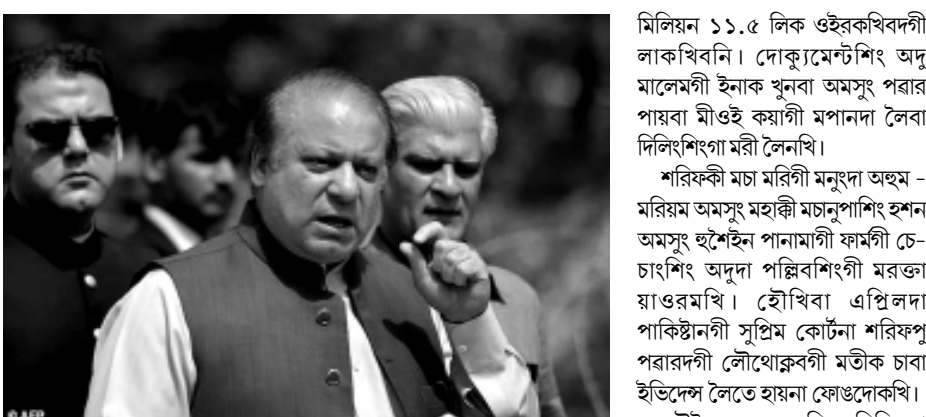 মিলিয়ন ১১.৫ লিক ওইরকখিবদগী
লাকখিবনি। দোক্যুমেন্টশিং অদু
মালেমগী ইনাক খুনবা অমসুং পৱার
পায়বা মীওই কয়াগী মপানদা লৈবা
দিলিংশিংগা মরী লৈনখি।
শরিফকী মচা মরিগী মনুংদা অহুম -
মরিয়ম অমসুং মহাক্কী মচানুপাশিং হশন
অমসুং হুশৈইন পানামাগী ফার্মগী চে-
চাংশিং অদুদা পল্লিবশিংগী মরক্তা
য়াওরমখি। হৌখিবা এপ্রিলদা
পাকিষ্টানগী সুপ্রিম কোর্টনা শরিফপু
পৱারদগী লৌথোক্নবগী মতীক চাবা
ইভিদেন্স লৈতে হায়না ফোঙদোকখি।
©AFP